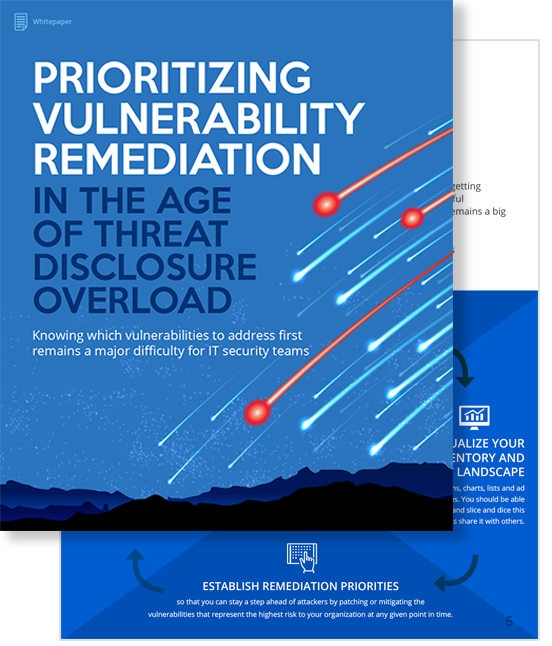 Whitepaper
PRIORITIZING
VULNERABILITY
REMEDIATION
IN THE AGE
OF THREAT
DISCLOSURE
OVERLOAD
Knowing which vulnerabilities to address first
remains a major difficulty for IT security teams
getting
ful
emains a big
s
UALIZE YOUR
ENTORY AND
LANDSCAPE
ns, charts, lists and ad
es. You should be able
and slice and dice this
s share it with others.
ESTABLISH REMEDIATION PRIORITIES
so that you can stay a step ahead of attackers by patching or mitigating the
vulnerabilities that represent the highest risk to your organization at any given point in time.
6